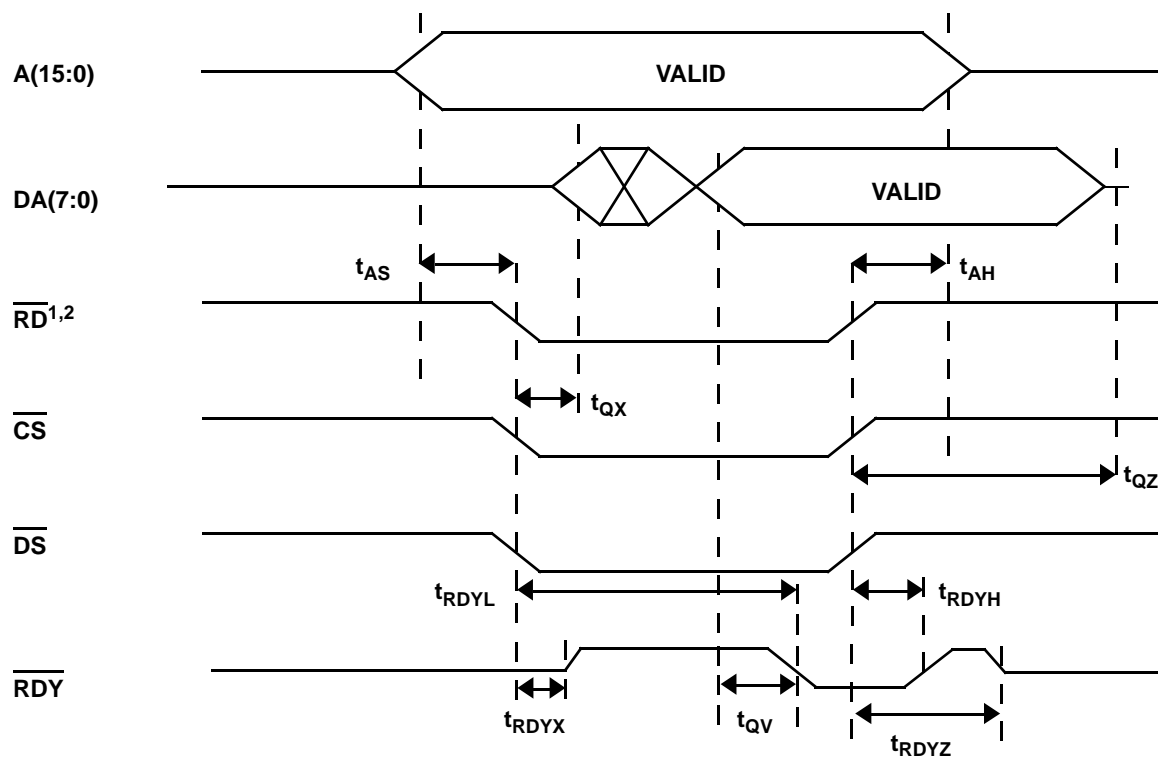 A(15:0)
VALID
DA(7:0)
VALID
tAS
tAH
RD1,2
tQX
CS
tQZ
DS
tRDYL
tRDYH
RDY
tRDYX
tQV
tRDYZ